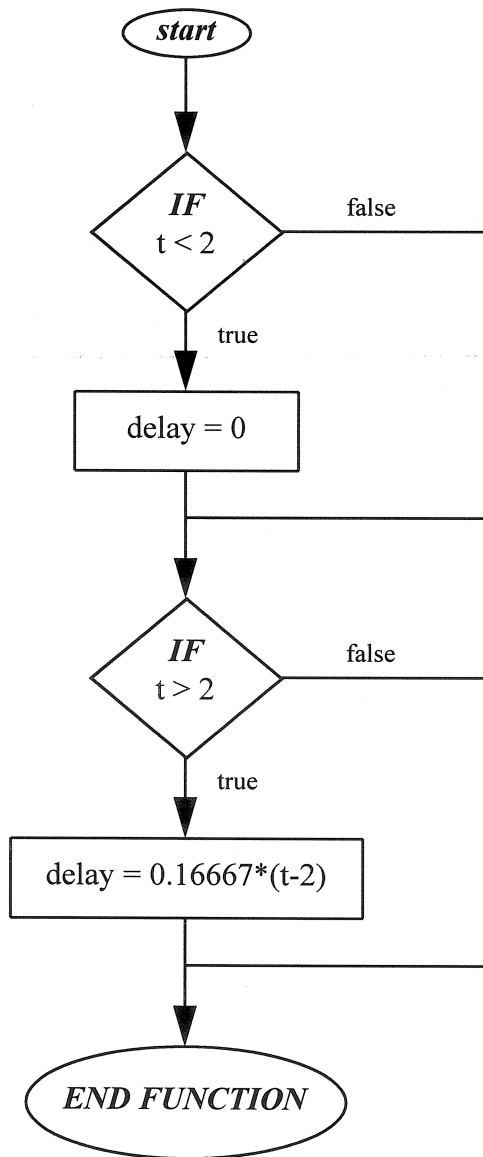 start
IF
t < 2
false
true
delay = 0
IF
t > 2
false
true
delay = 0.16667*(t-2)
END FUNCTION